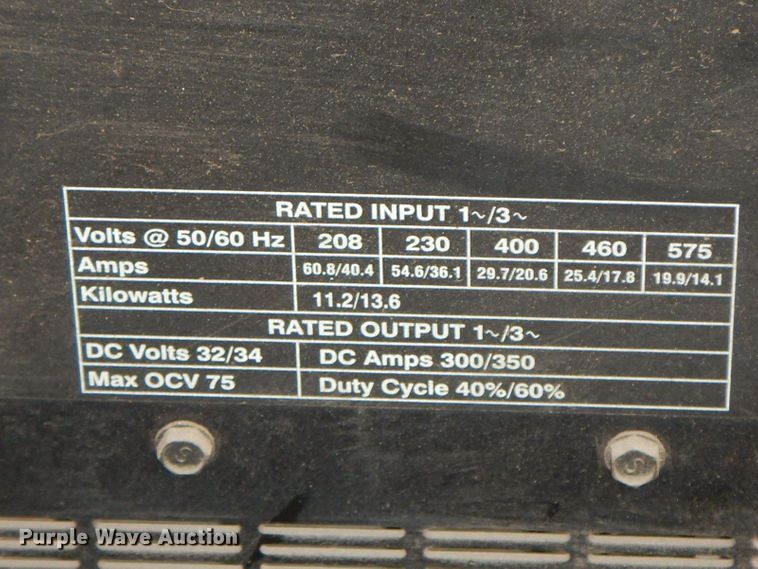 RATED INPUT 1~/3~
Volts @ 50/60 Hz 208 230 400 460 575
Amps 60.8/40.4 54.6/36.1 29.7/20.6 25.4/17.8 19.9/14.1
Kilowatts 11.2/13.6
RATED OUTPUT 1~/3~
DC Volts 32/34 DC Amps 300/350
Max OCV 75 Duty Cycle 40%/60%
S S
Purple Wave Auction